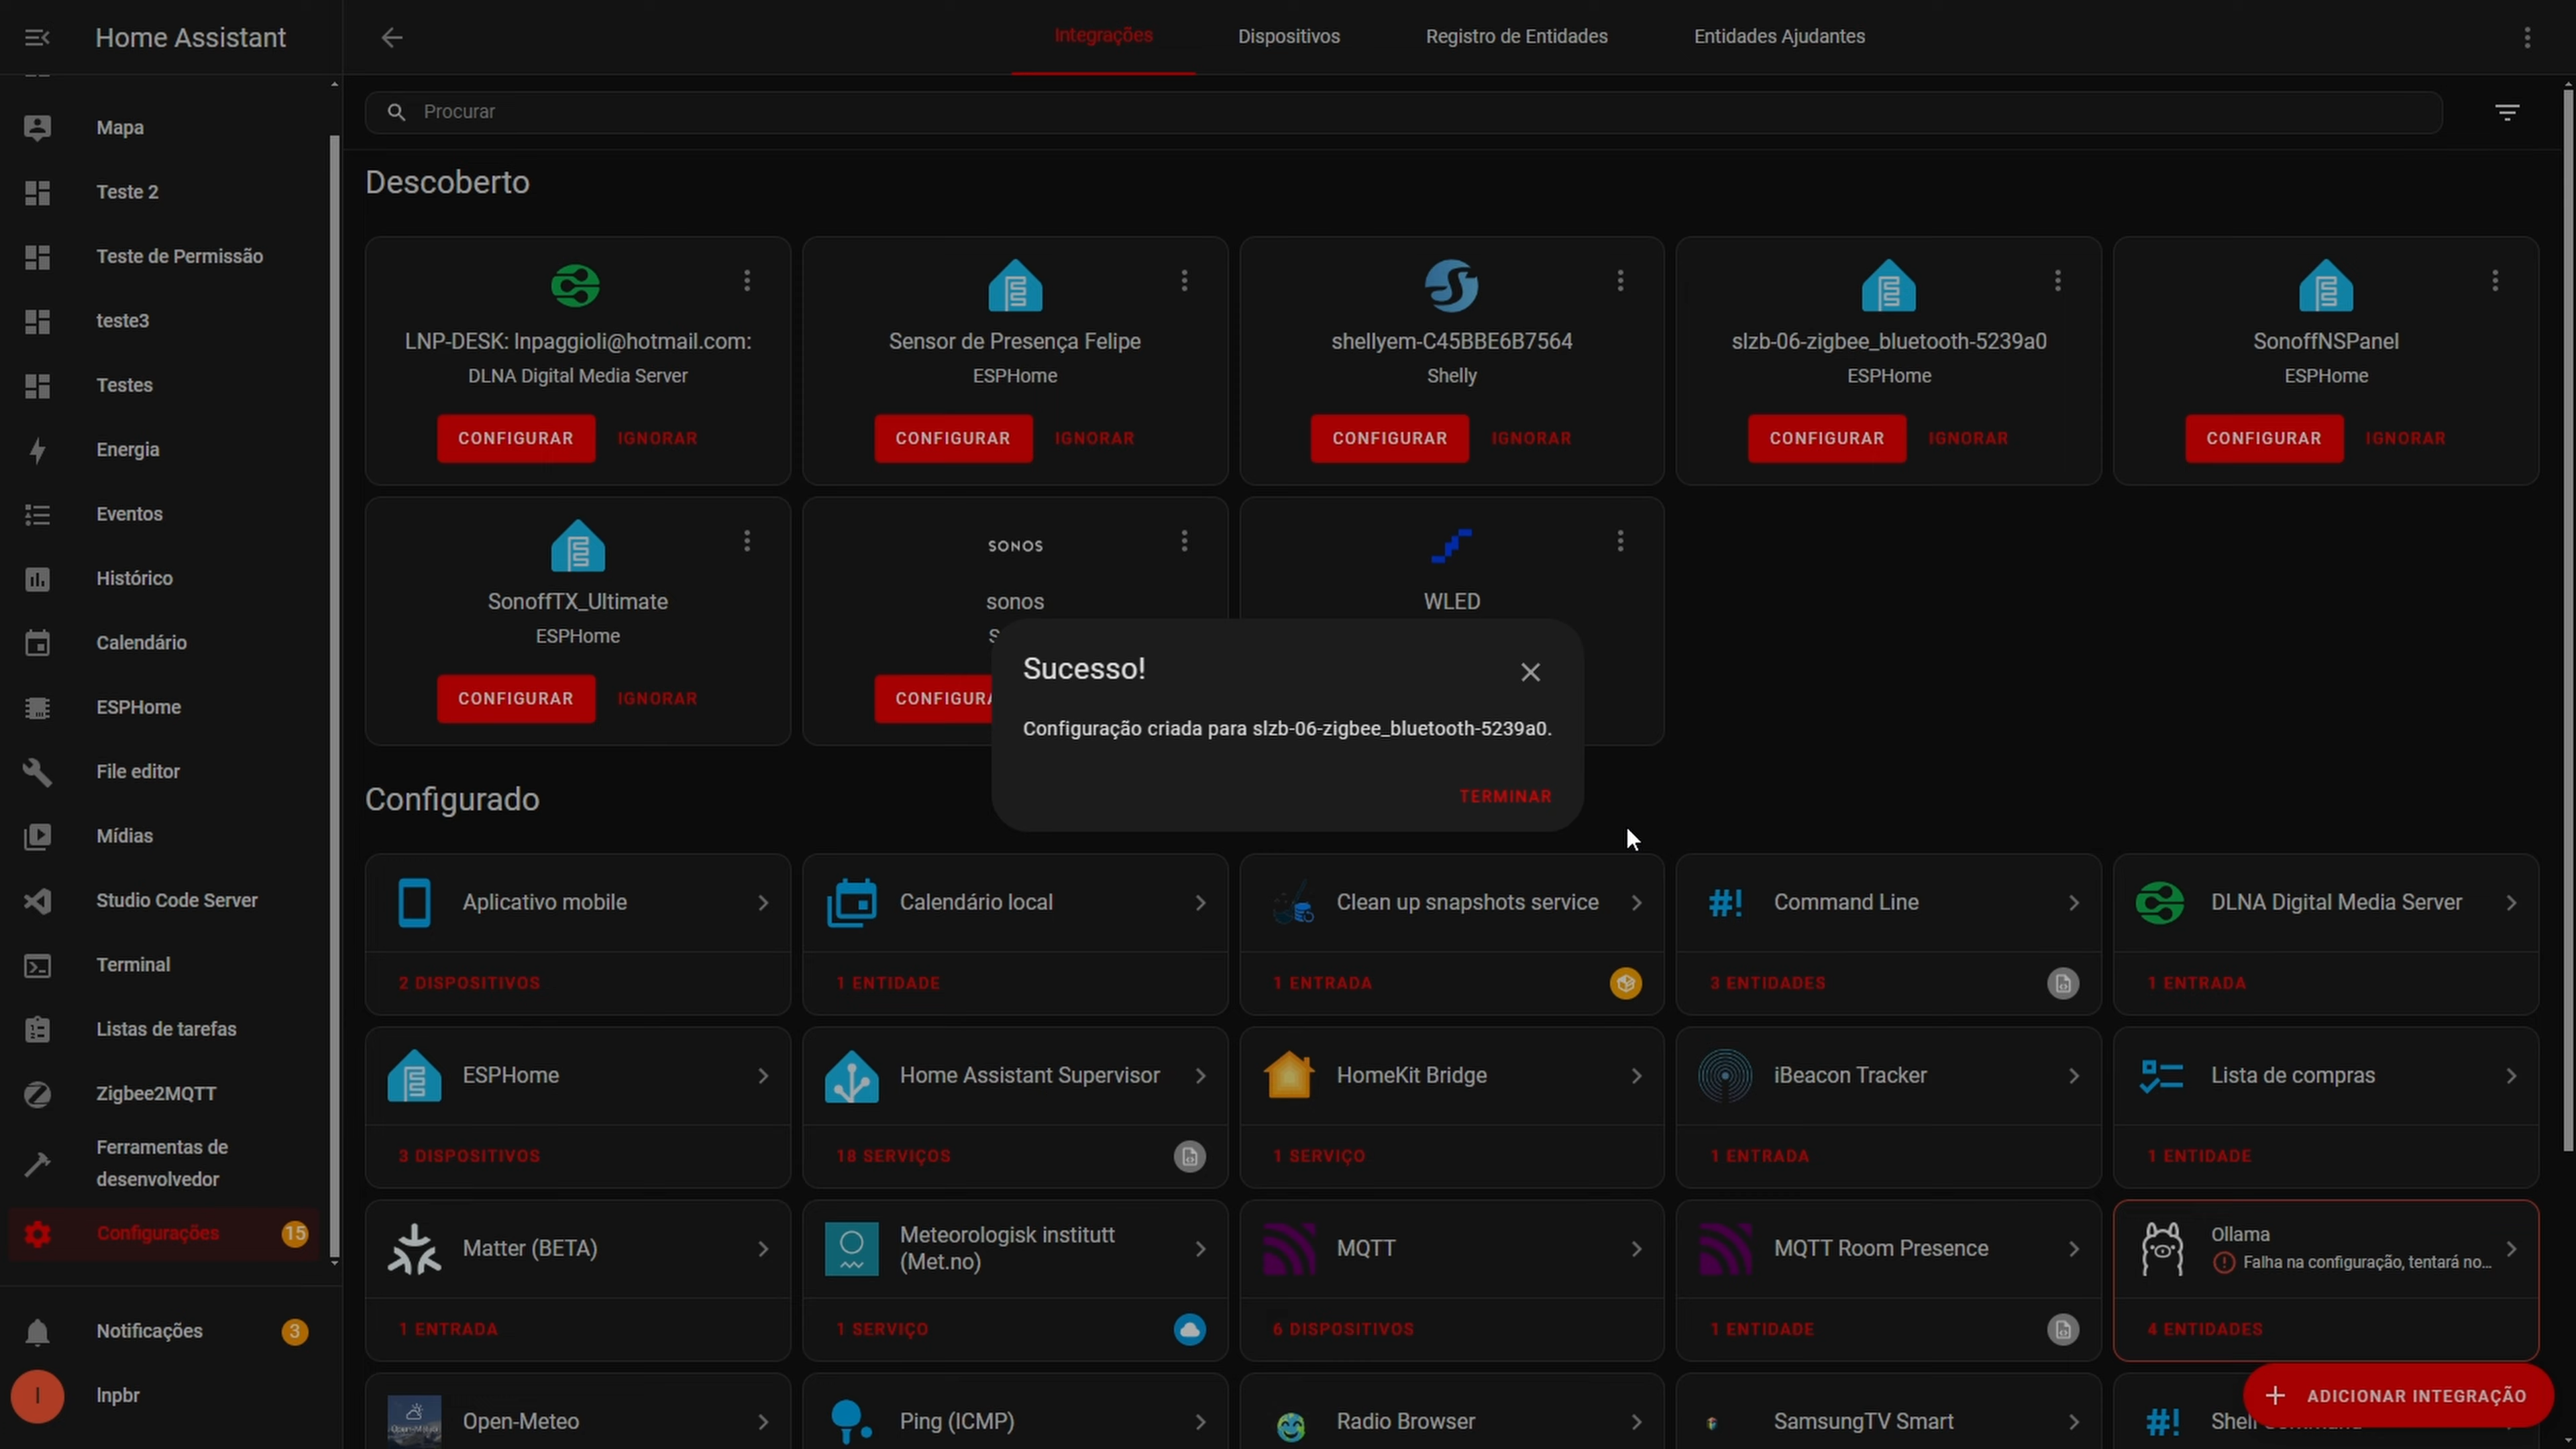 Home Assistant
Integrações
Dispositivos
Registro de Entidades
Entidades Ajudantes
Mapa
Teste 2
Teste de Permissão
teste3
Testes
Energia
Eventos
Histórico
Calendário
ESPHome
File editor
Mídias
Studio Code Server
Terminal
Listas de tarefas
Zigbee2MQTT
Ferramentas de
desenvolvedor
Configurações
15
Notificações
3
I
lnpbr
Procurar
Descoberto
LNP-DESK: lnpaggioli@hotmail.com:
DLNA Digital Media Server
CONFIGURAR
IGNORAR
Sensor de Presença Felipe
ESPHome
CONFIGURAR
IGNORAR
shellyem-C45BBE6B7564
Shelly
CONFIGURAR
IGNORAR
slzb-06-zigbee_bluetooth-5239a0
ESPHome
CONFIGURAR
IGNORAR
SonoffNSPanel
ESPHome
CONFIGURAR
IGNORAR
SonoffTX_Ultimate
ESPHome
CONFIGURAR
IGNORAR
SONOS
sonos
WLED
Sucesso!
Configuração criada para slzb-06-zigbee_bluetooth-5239a0.
TERMINAR
Configurado
Aplicativo mobile
2 DISPOSITIVOS
Calendário local
1 ENTIDADE
Clean up snapshots service
1 ENTRADA
#!
Command Line
3 ENTIDADES
DLNA Digital Media Server
1 ENTRADA
ESPHome
3 DISPOSITIVOS
Home Assistant Supervisor
18 SERVIÇOS
HomeKit Bridge
1 SERVIÇO
iBeacon Tracker
1 ENTRADA
Lista de compras
1 ENTIDADE
Matter (BETA)
1 ENTRADA
Meteorologisk institutt
(Met.no)
1 SERVIÇO
MQTT
6 DISPOSITIVOS
MQTT Room Presence
1 ENTIDADE
Ollama
Falha na configuração, tentará no...
4 ENTIDADES
Open-Meteo
Open-Meteo
Ping (ICMP)
Radio Browser
SamsungTV Smart
#!
ADICIONAR INTEGRAÇÃO